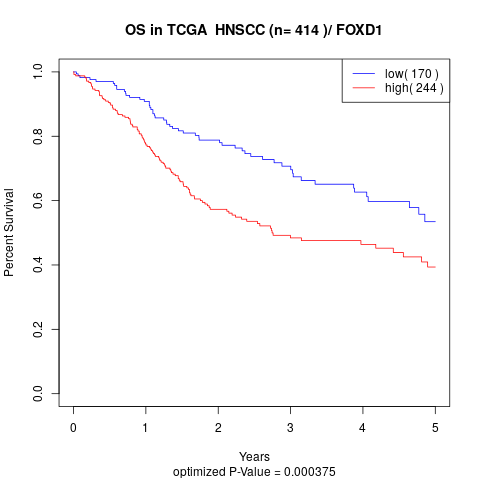 OS in TCGA  HNSCC (n= 414 )/ FOXD1
low( 170 )
high( 244 )
Percent Survival
1.0
0.8
0.6
0.4
0.2
0.0
0 1 2 3 4 5
Years
optimized P-Value = 0.000375